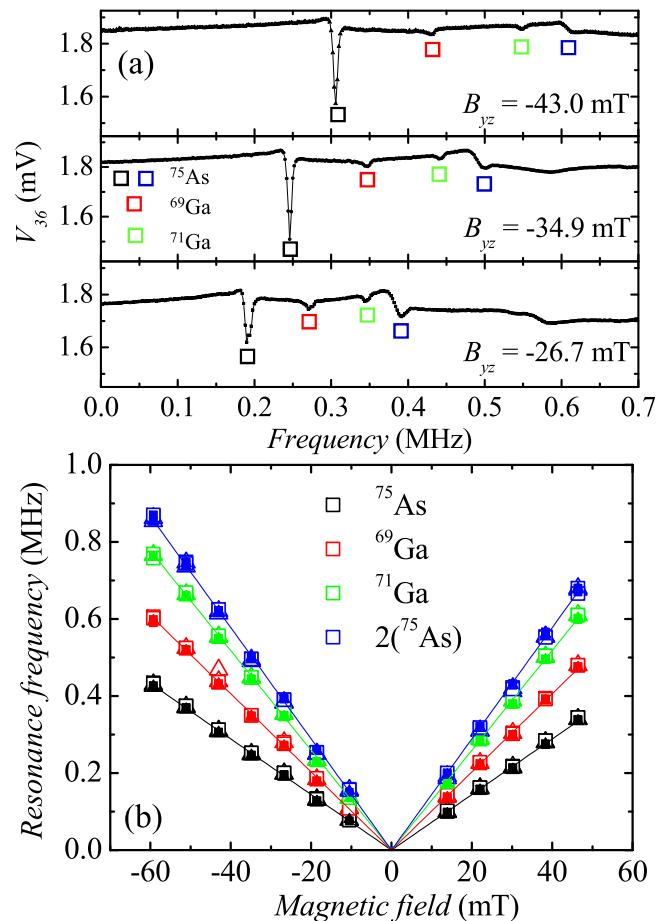 1.8
1.6
(a)
B_yz = -43.0 mT
V_36 (mV)
1.8
1.6
⁷⁵As
⁶⁹Ga
⁷¹Ga
B_yz = -34.9 mT
1.8
1.6
B_yz = -26.7 mT
0.0 0.1 0.2 0.3 0.4 0.5 0.6 0.7
Frequency (MHz)
Resonance frequency (MHz)
1.0
0.8
0.6
0.4
0.2
0.0
⁷⁵As
⁶⁹Ga
⁷¹Ga
2(⁷⁵As)
(b)
-60 -40 -20 0 20 40 60
Magnetic field (mT)